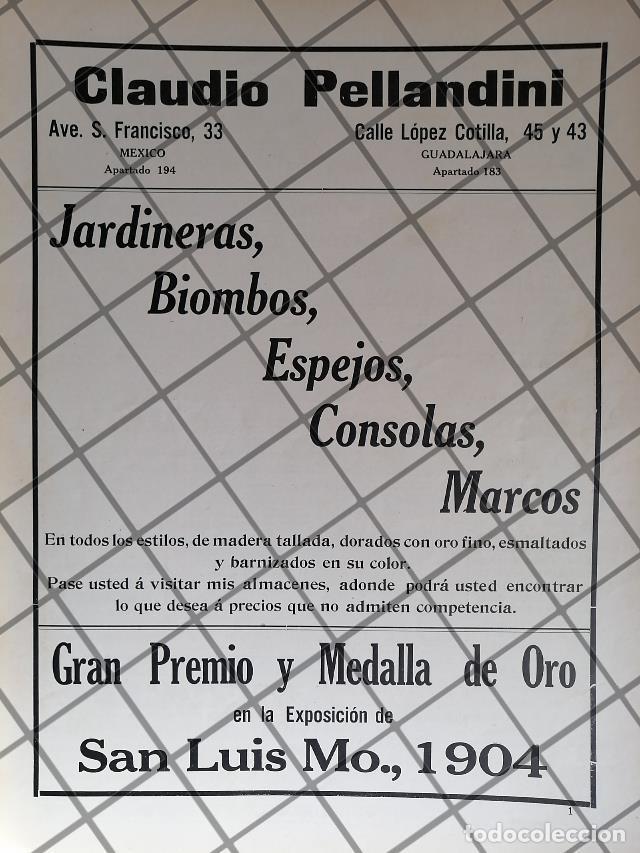 Claudio Pellandini
Ave. S. Francisco, 33
MEXICO
Apartado 194
Calle López Cotilla, 45 y 43
GUADALAJARA
Apartado 183
Jardineras,
Biombos,
Espejos,
Consolas,
Marcos
En todos los estilos, de madera tallada, dorados con oro fino, esmaltados
y barnizados en su color.
Pase usted á visitar mis almacenes, adonde podrá usted encontrar
lo que desea á precios que no admiten competencia.
Gran Premio y Medalla de Oro
en la Exposición de
San Luis Mo., 1904
1
todocoleccion